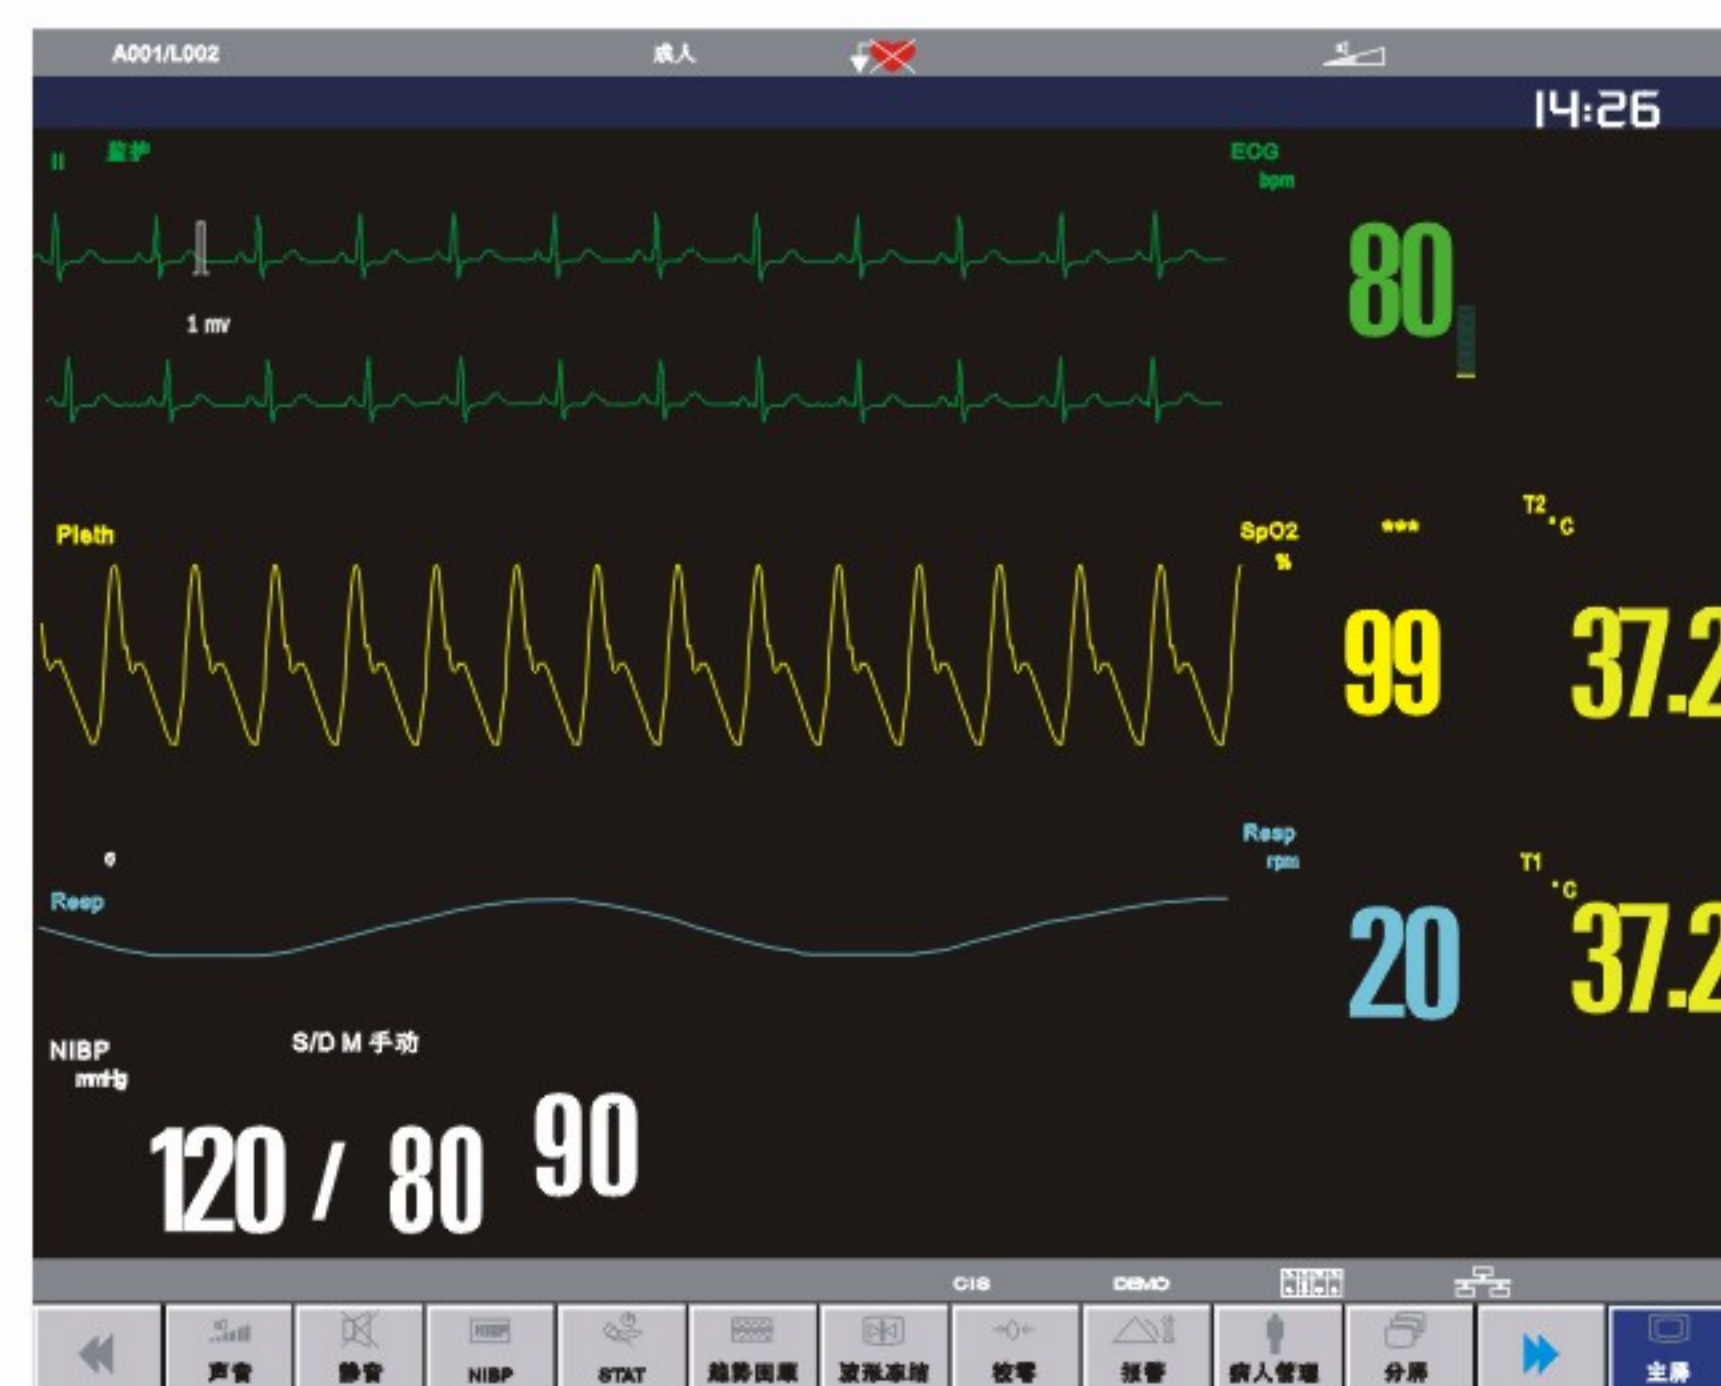 A001/L002 成人
14:26
II 监护 ECG
bpm
80
1 mv
Pleth SpO2 *** T2
% °C
99 37.2
Resp
rpm
T1
°C
Resp
20 37.2
NIBP S/D M 手动
mmHg
120 / 80 90
CIS DEMO
声音 静音 NIBP STAT 趋势回顾 波形冻结 校零 报警 病人管理 分屏 主屏